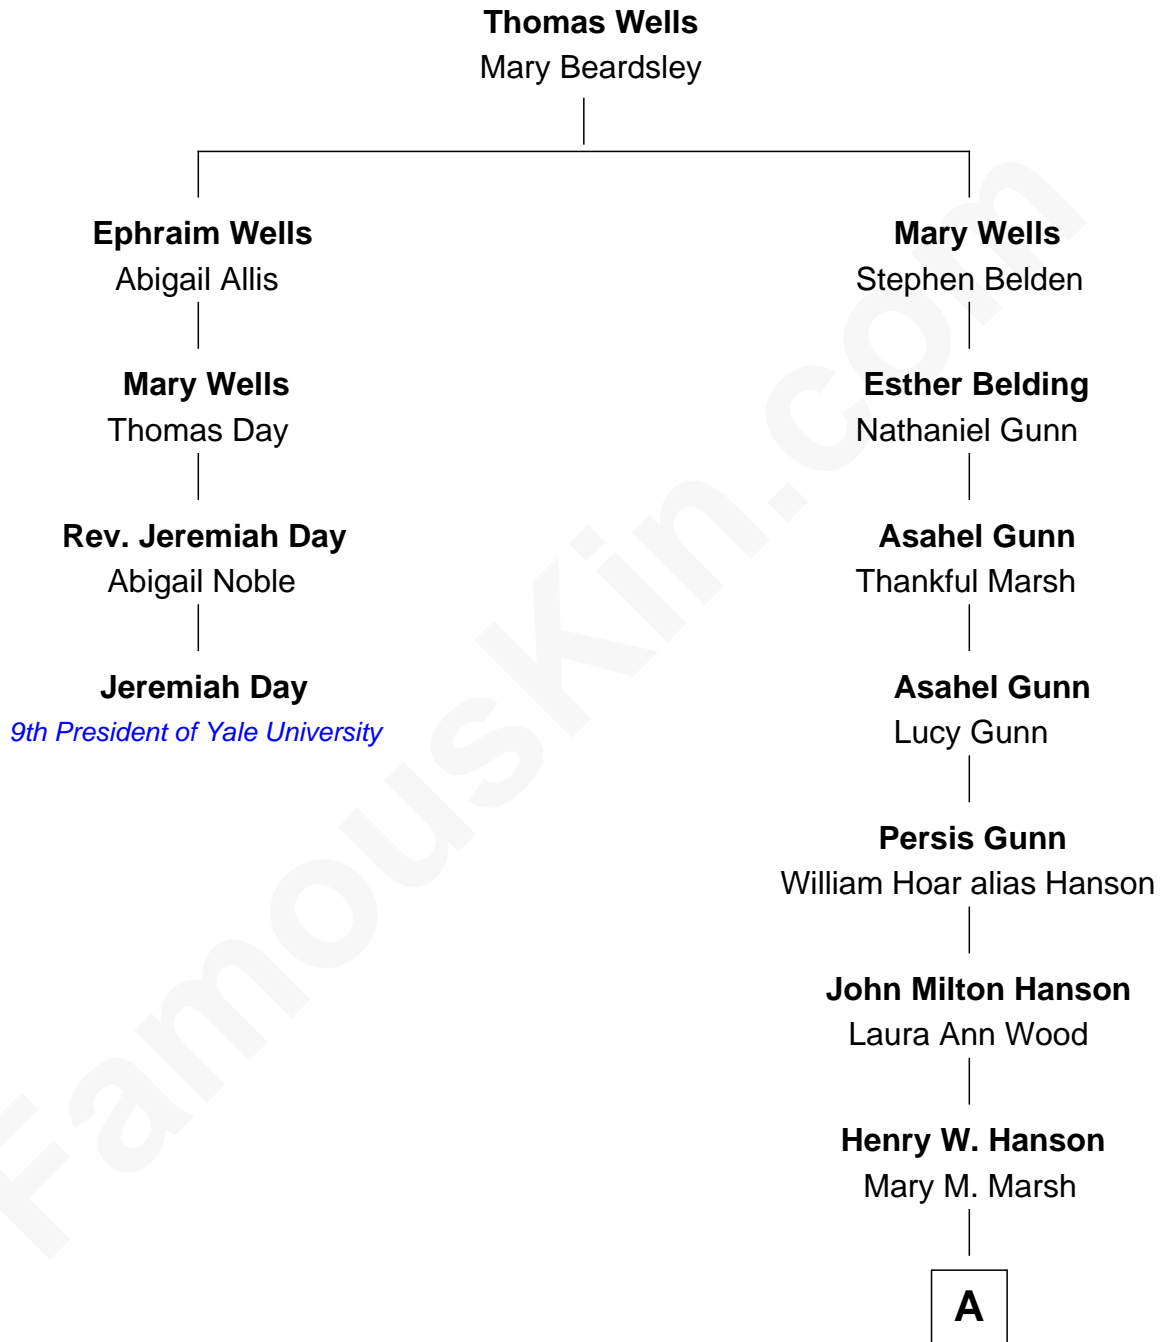 Thomas Wells
Mary Beardsley
Ephraim Wells
Abigail Allis
Mary Wells
Stephen Belden
Mary Wells
Thomas Day
Esther Belding
Nathaniel Gunn
Rev. Jeremiah Day
Abigail Noble
Asahel Gunn
Thankful Marsh
Jeremiah Day
9th President of Yale University
Asahel Gunn
Lucy Gunn
Persis Gunn
William Hoar alias Hanson
John Milton Hanson
Laura Ann Wood
Henry W. Hanson
Mary M. Marsh
A
FamousKin.com